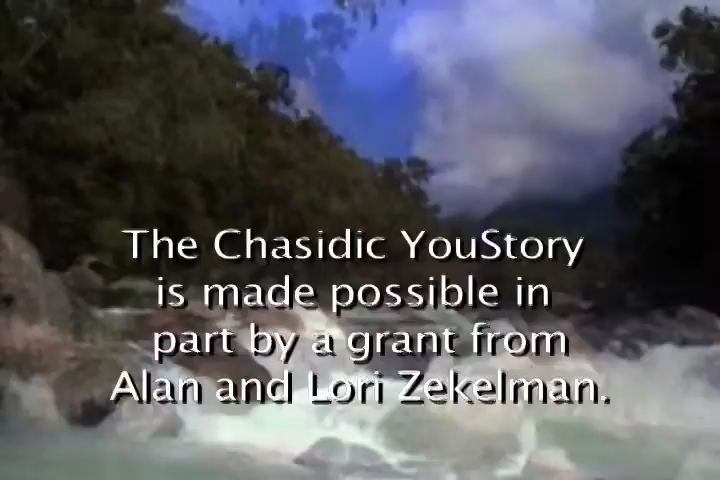 The Chasidic YouStory
is made possible in
part by a grant from
Alan and Lori Zekelman.